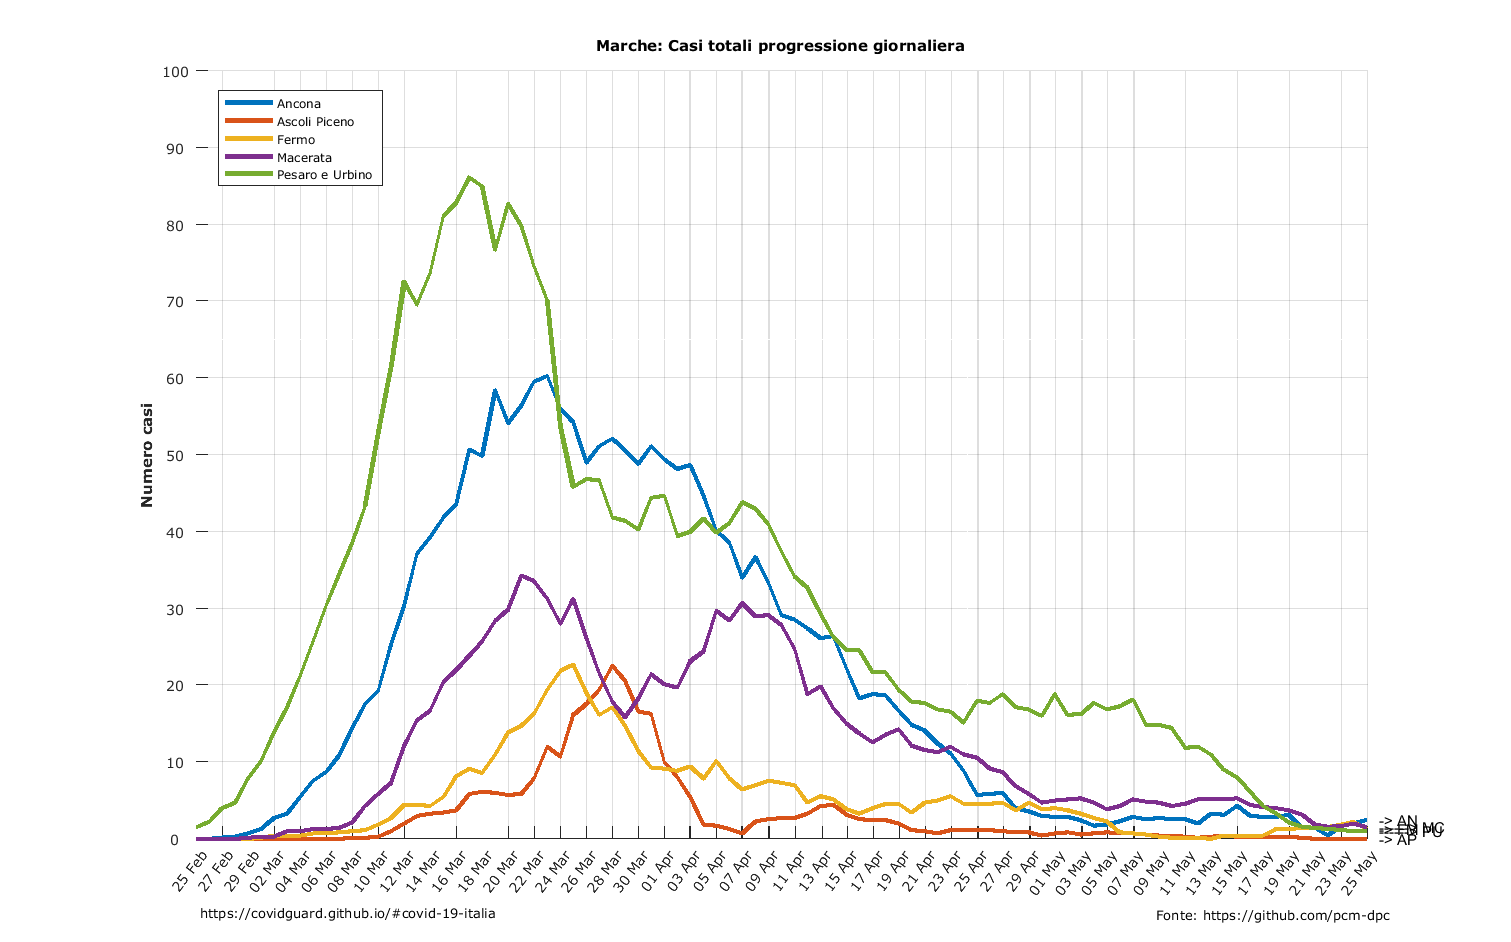 Marche: Casi totali progressione giornaliera
100
90
80
70
60
50
40
30
20
10
0
Numero casi
Ancona
Ascoli Piceno
Fermo
Macerata
Pesaro e Urbino
-> AN
MC
PU
-> AP
25 Feb
27 Feb
29 Feb
02 Mar
04 Mar
06 Mar
08 Mar
10 Mar
12 Mar
14 Mar
16 Mar
18 Mar
20 Mar
22 Mar
24 Mar
26 Mar
28 Mar
30 Mar
01 Apr
03 Apr
05 Apr
07 Apr
09 Apr
11 Apr
13 Apr
15 Apr
17 Apr
19 Apr
21 Apr
23 Apr
25 Apr
27 Apr
29 Apr
01 May
03 May
05 May
07 May
09 May
11 May
13 May
15 May
17 May
19 May
21 May
23 May
25 May
https://covidguard.github.io/#covid-19-italia
Fonte: https://github.com/pcm-dpc